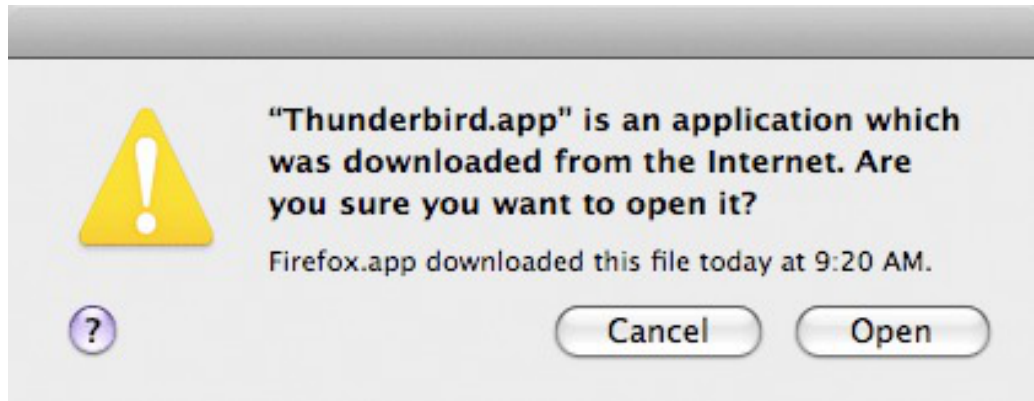 “Thunderbird.app” is an application which
was downloaded from the Internet. Are
you sure you want to open it?
Firefox.app downloaded this file today at 9:20 AM.
?
Cancel
Open